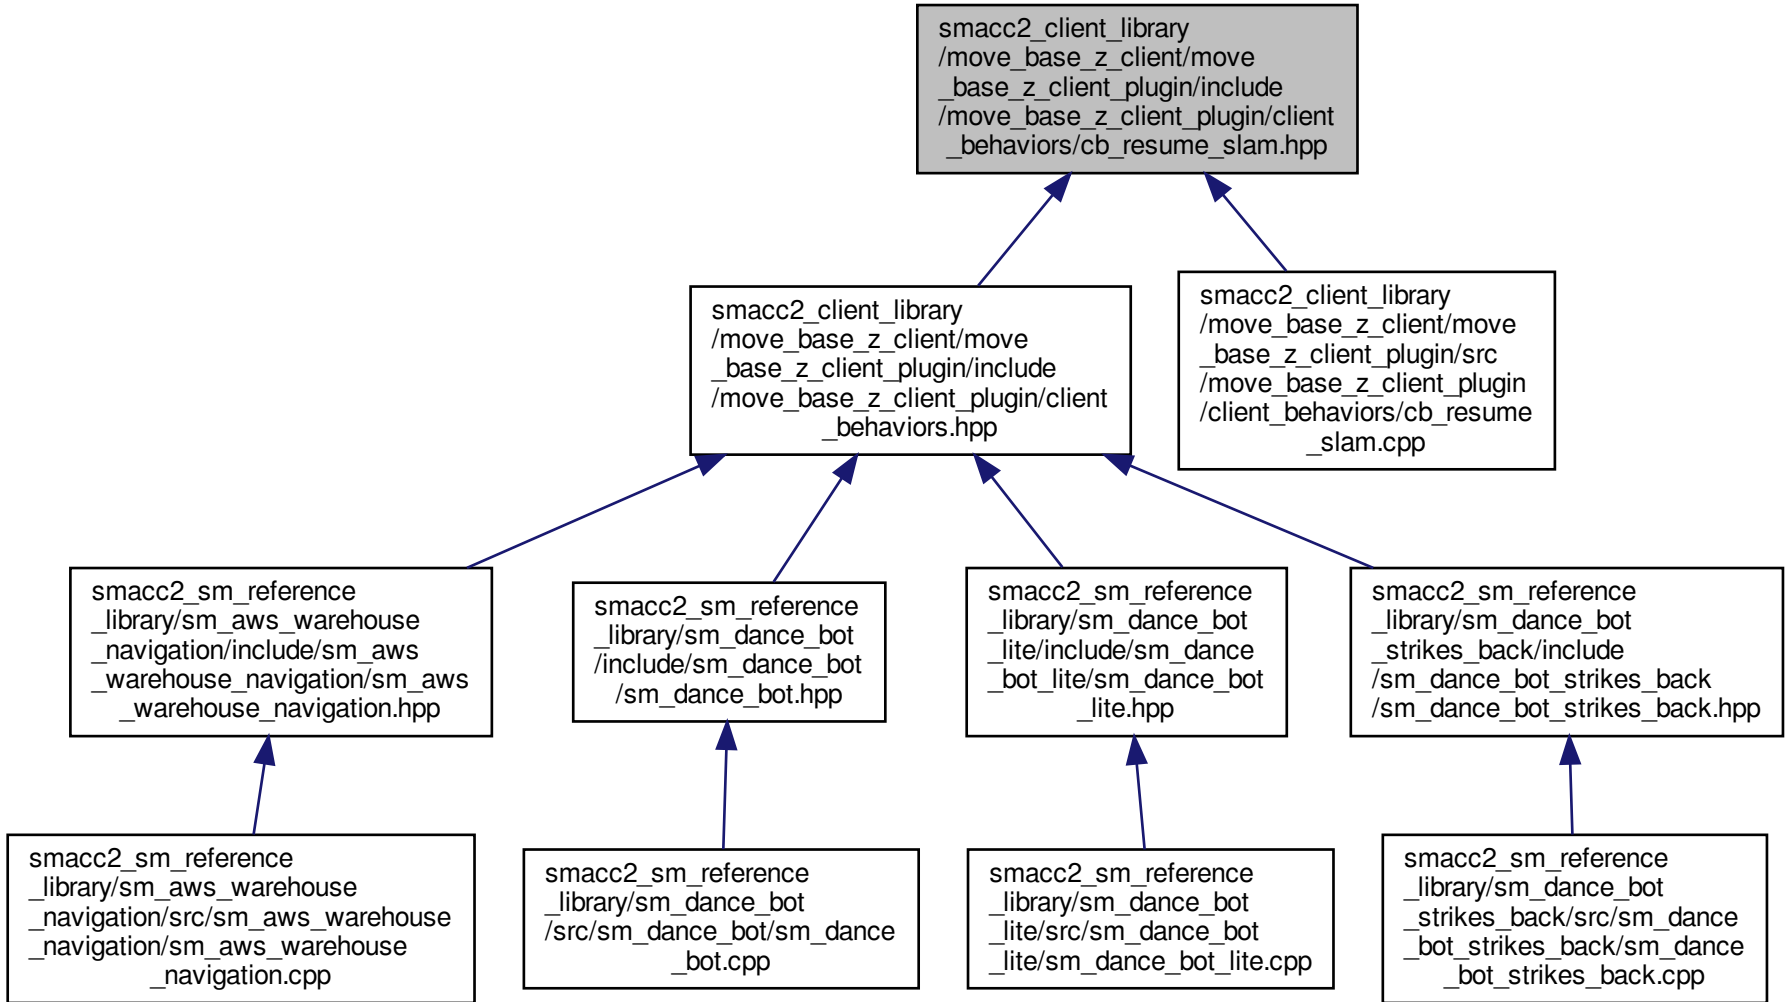 smacc2_client_library
/move_base_z_client/move
_base_z_client_plugin/include
/move_base_z_client_plugin/client
_behaviors/cb_resume_slam.hpp
smacc2_client_library
/move_base_z_client/move
_base_z_client_plugin/include
/move_base_z_client_plugin/client
_behaviors.hpp
smacc2_client_library
/move_base_z_client/move
_base_z_client_plugin/src
/move_base_z_client_plugin
/client_behaviors/cb_resume
_slam.cpp
smacc2_sm_reference
_library/sm_aws_warehouse
_navigation/include/sm_aws
_warehouse_navigation/sm_aws
_warehouse_navigation.hpp
smacc2_sm_reference
_library/sm_dance_bot
/include/sm_dance_bot
/sm_dance_bot.hpp
smacc2_sm_reference
_library/sm_dance_bot
_lite/include/sm_dance
_bot_lite/sm_dance_bot
_lite.hpp
smacc2_sm_reference
_library/sm_dance_bot
_strikes_back/include
/sm_dance_bot_strikes_back
/sm_dance_bot_strikes_back.hpp
smacc2_sm_reference
_library/sm_aws_warehouse
_navigation/src/sm_aws_warehouse
_navigation/sm_aws_warehouse
_navigation.cpp
smacc2_sm_reference
_library/sm_dance_bot
/src/sm_dance_bot/sm_dance
_bot.cpp
smacc2_sm_reference
_library/sm_dance_bot
_lite/src/sm_dance_bot
_lite/sm_dance_bot_lite.cpp
smacc2_sm_reference
_library/sm_dance_bot
_strikes_back/src/sm_dance
_bot_strikes_back/sm_dance
_bot_strikes_back.cpp